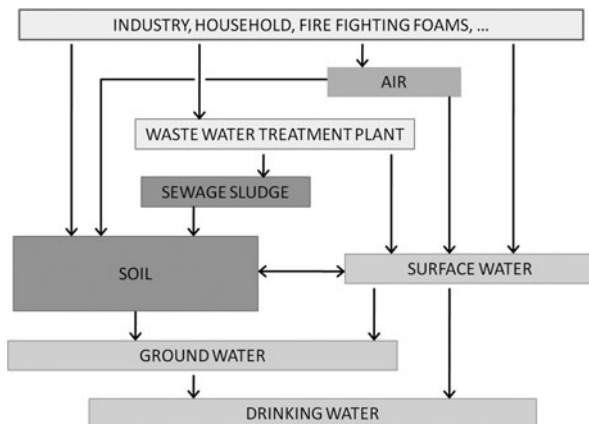 INDUSTRY, HOUSEHOLD, FIRE FIGHTING FOAMS, ...
AIR
WASTE WATER TREATMENT PLANT
SEWAGE SLUDGE
SOIL
SURFACE WATER
GROUND WATER
DRINKING WATER